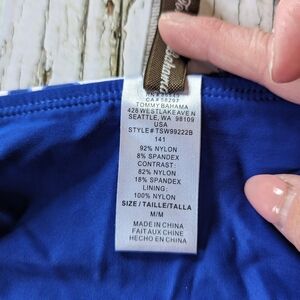 CA#58297
TOMMY BAHAMA
428 WESTLAKE AVE N
SEATTLE, WA 98109
USA
STYLE#TSW99222B
141
92% NYLON
8% SPANDEX
CONTRAST:
82% NYLON
18% SPANDEX
LINING:
100% NYLON
SIZE/TAILLE/TALLA
M/M
MADE IN CHINA
FAIT AUX CHINE
HECHO EN CHINA